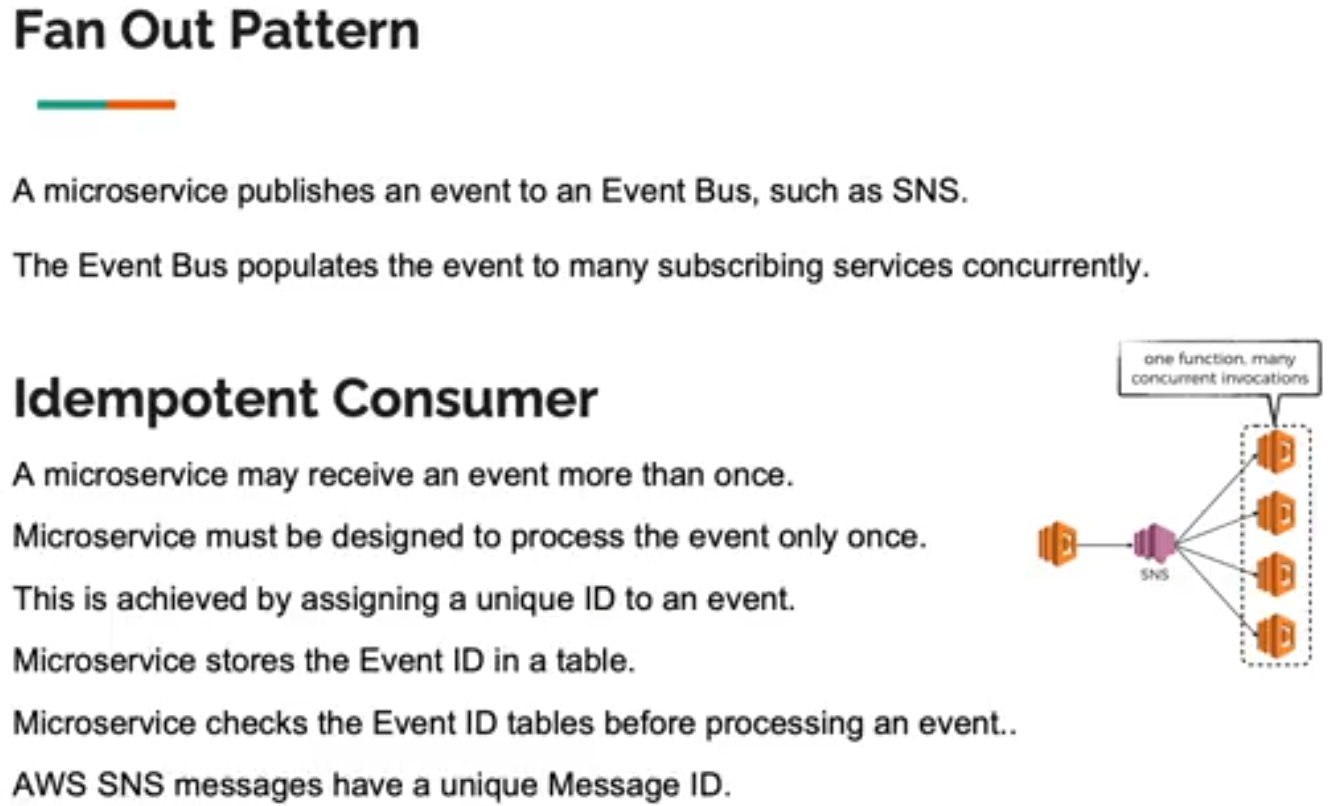 Fan Out Pattern
A microservice publishes an event to an Event Bus, such as SNS.
The Event Bus populates the event to many subscribing services concurrently.
Idempotent Consumer
A microservice may receive an event more than once.
Microservice must be designed to process the event only once.
This is achieved by assigning a unique ID to an event.
Microservice stores the Event ID in a table.
Microservice checks the Event ID tables before processing an event..
AWS SNS messages have a unique Message ID.
one function, many
concurrent invocations
SNS